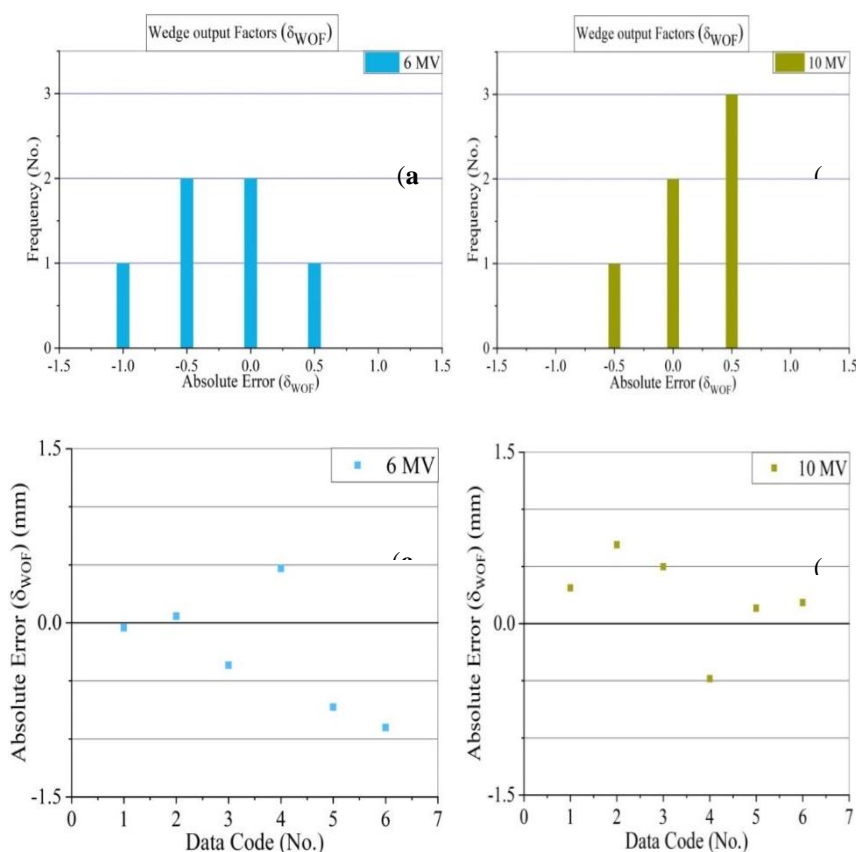 Wedge output Factors (δWOF)
6 MV
Frequency (No.)
3
2
1
0
(a
-1.5 -1.0 -0.5 0.0 0.5 1.0 1.5
Absolute Error (δWOF)
Wedge output Factors (δWOF)
10 MV
Frequency (No.)
3
2
1
0
(
-1.5 -1.0 -0.5 0.0 0.5 1.0 1.5
Absolute Error (δWOF)
6 MV
Absolute Error (δWOF) (mm)
1.5
0.0
-1.5
0 1 2 3 4 5 6 7
Data Code (No.)
10 MV
Absolute Error (δWOF) (mm)
1.5
0.0
-1.5
0 1 2 3 4 5 6 7
Data Code (No.)